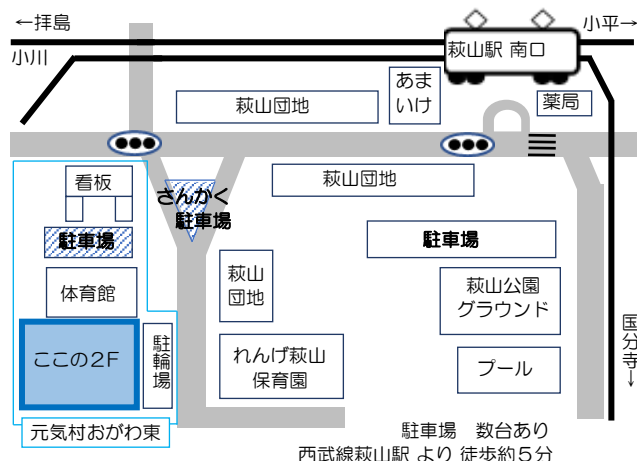 ←拝島
小平→
小川
萩山駅 南口
あま
いけ
薬局
萩山団地
萩山団地
看板
さんかく
駐車場
駐車場
駐車場
体育館
萩山
団地
萩山公園
グラウンド
ここの2F
駐輪場
れんげ萩山
保育園
プール
国分寺→
元気村おがわ東
駐車場 数台あり
西武線萩山駅 より 徒歩約5分